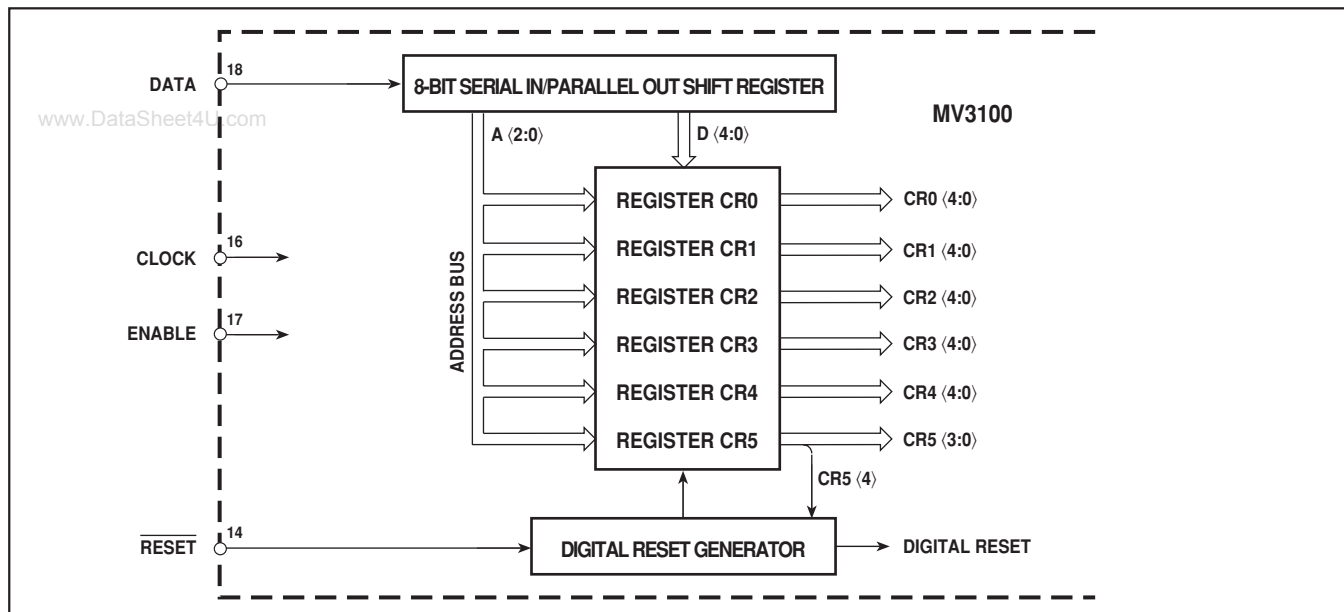 18
DATA
8-BIT SERIAL IN/PARALLEL OUT SHIFT REGISTER
www.DataSheet4U.com
MV3100
A ⟨2:0⟩
D ⟨4:0⟩
REGISTER CR0
CR0 ⟨4:0⟩
16
CLOCK
REGISTER CR1
CR1 ⟨4:0⟩
ADDRESS BUS
REGISTER CR2
CR2 ⟨4:0⟩
17
ENABLE
REGISTER CR3
CR3 ⟨4:0⟩
REGISTER CR4
CR4 ⟨4:0⟩
REGISTER CR5
CR5 ⟨3:0⟩
CR5 ⟨4⟩
14
RESET
DIGITAL RESET GENERATOR
DIGITAL RESET